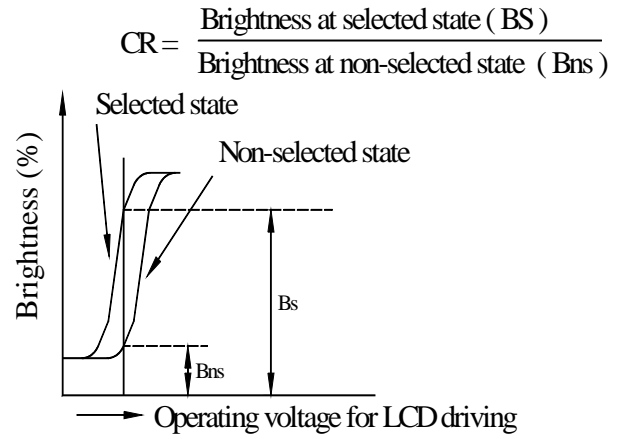 CR = Brightness at selected state ( BS )
Brightness at non-selected state ( Bns )
Selected state
Non-selected state
Brightness (%)
Bs
Bns
Operating voltage for LCD driving